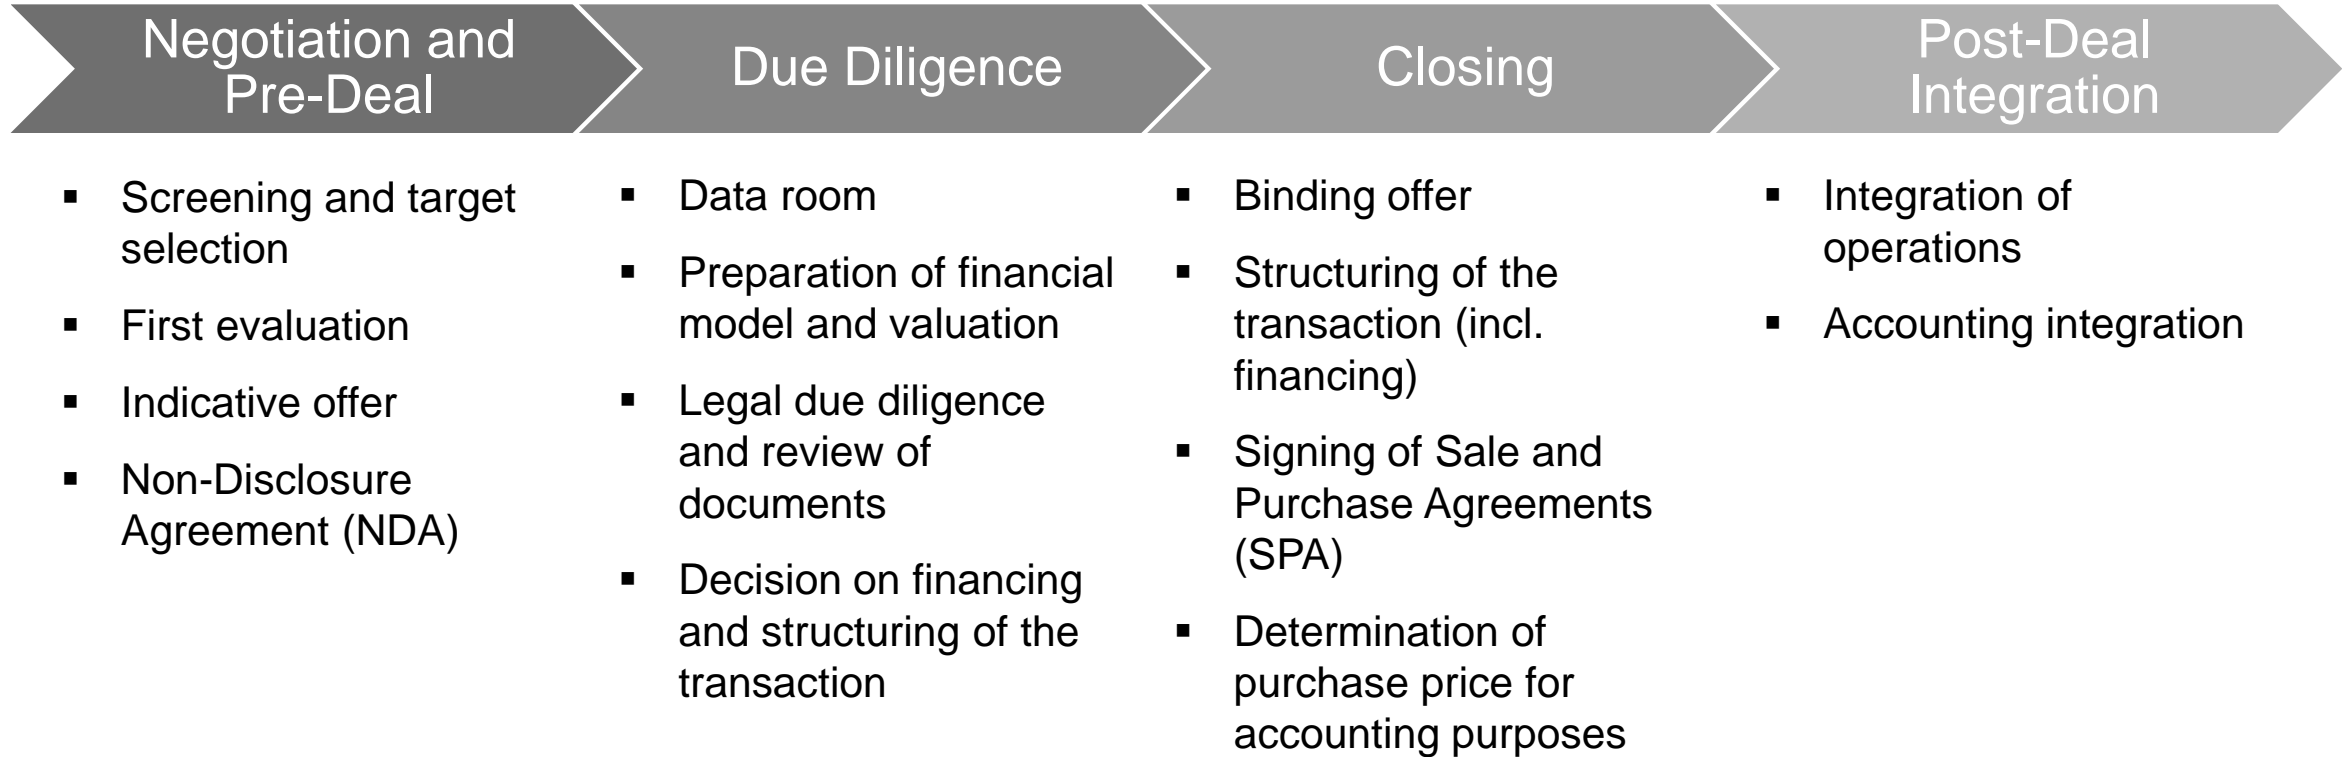 Negotiation and
Pre-Deal
Due Diligence
Closing
Post-Deal
Integration
▪ Screening and target
selection
▪ First evaluation
▪ Indicative offer
▪ Non-Disclosure
Agreement (NDA)
▪ Data room
▪ Preparation of financial
model and valuation
▪ Legal due diligence
and review of
documents
▪ Decision on financing
and structuring of the
transaction
▪ Binding offer
▪ Structuring of the
transaction (incl.
financing)
▪ Signing of Sale and
Purchase Agreements
(SPA)
▪ Determination of
purchase price for
accounting purposes
▪ Integration of
operations
▪ Accounting integration